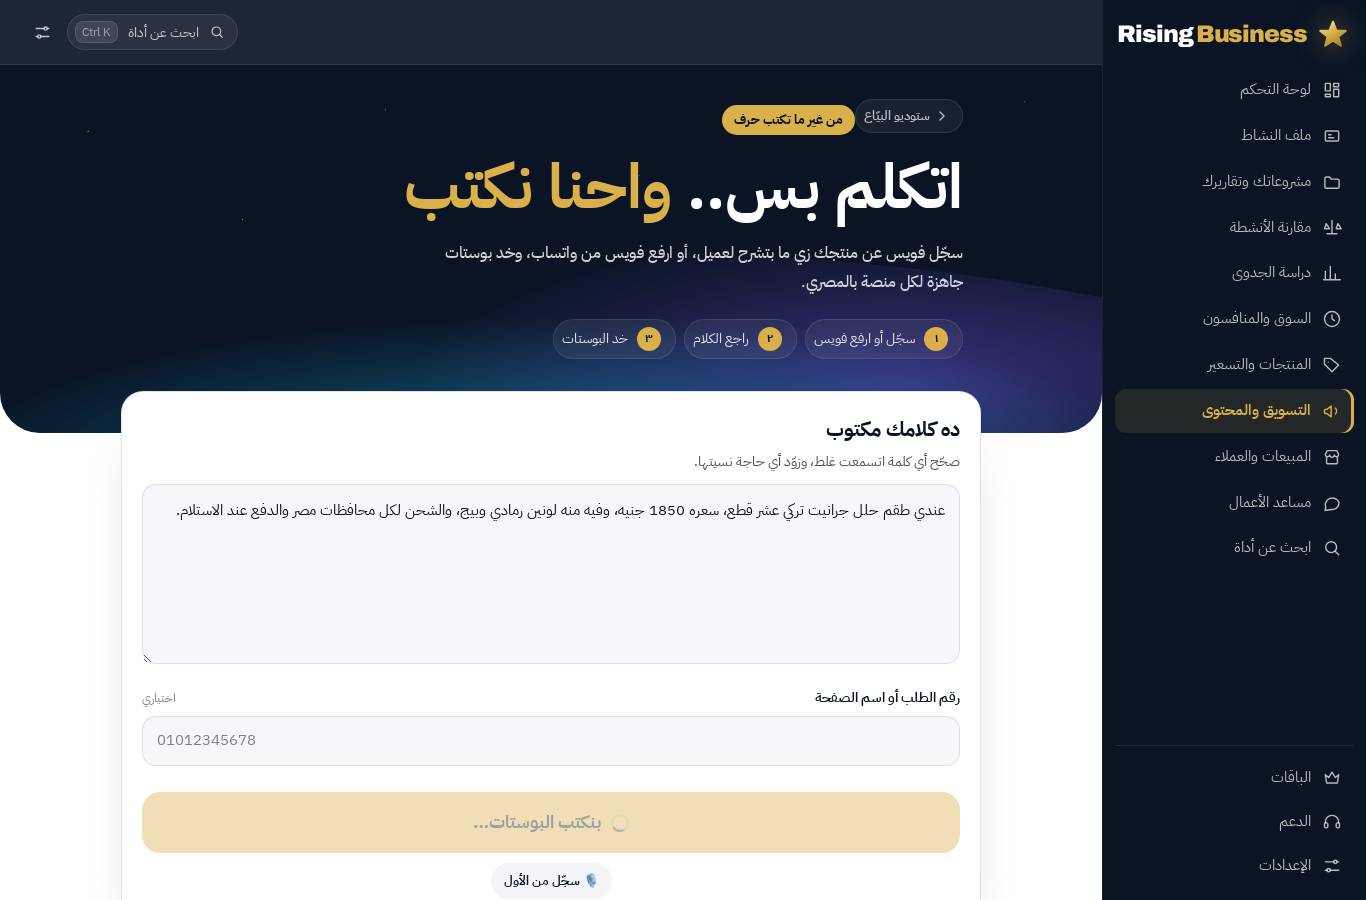 Rising Business
لوحة التحكم
ملف النشاط
مشروعاتك وتقاريرك
مقارنة الأنشطة
دراسة الجدوى
السوق والمنافسون
المنتجات والتسعير
التسويق والمحتوى
المبيعات والعملاء
مساعد الأعمال
ابحث عن أداة
الباقات
الدعم
الإعدادات
ابحث عن أداة Ctrl K
ستوديو البيّاع
من غير ما تكتب حرف
اتكلم بس.. واحنا نكتب
سجّل فويس عن منتجك زي ما بتشرح لعميل، أو ارفع فويس من واتساب، وخد بوستات
جاهزة لكل منصة بالمصري.
١ سجّل أو ارفع فويس
٢ راجع الكلام
٣ خد البوستات
ده كلامك مكتوب
صحّح أي كلمة اتسمعت غلط، وزوّد أي حاجة نسيتها.
عندي طقم حلل جرانيت تركي عشر قطع، سعره 1850 جنيه، وفيه منه لونين رمادي وبيج، والشحن لكل محافظات مصر والدفع عند الاستلام.
رقم الطلب أو اسم الصفحة
اختياري
01012345678
بنكتب البوستات...
🎙️ سجّل من الأول